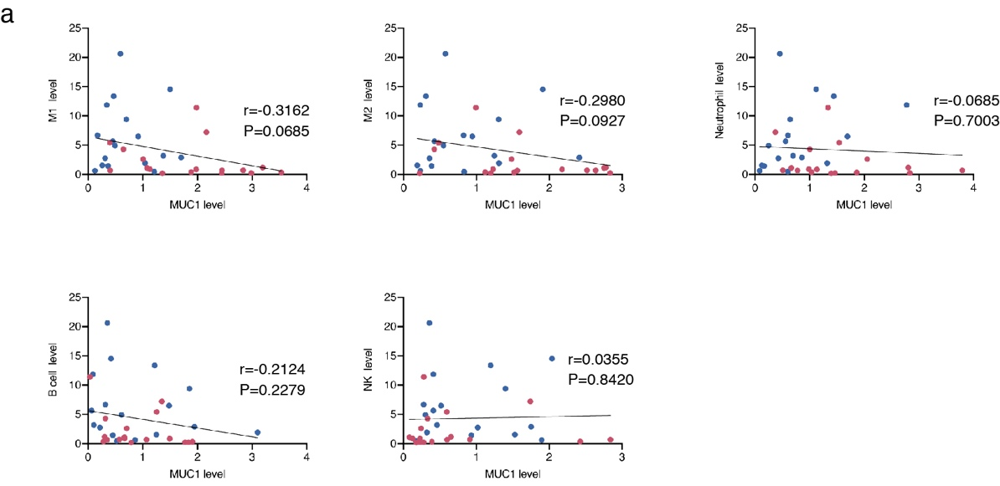 a
M1 level
25
20
15
10
5
0
r=-0.3162
P=0.0685
0 1 2 3 4
MUC1 level
M2 level
25
20
15
10
5
0
r=-0.2980
P=0.0927
0 1 2 3
MUC1 level
Neutrophil level
25
20
15
10
5
0
r=-0.0685
P=0.7003
0 1 2 3 4
MUC1 level
B cell level
25
20
15
10
5
0
r=-0.2124
P=0.2279
0 1 2 3 4
MUC1 level
NK level
25
20
15
10
5
0
r=0.0355
P=0.8420
0 1 2 3
MUC1 level